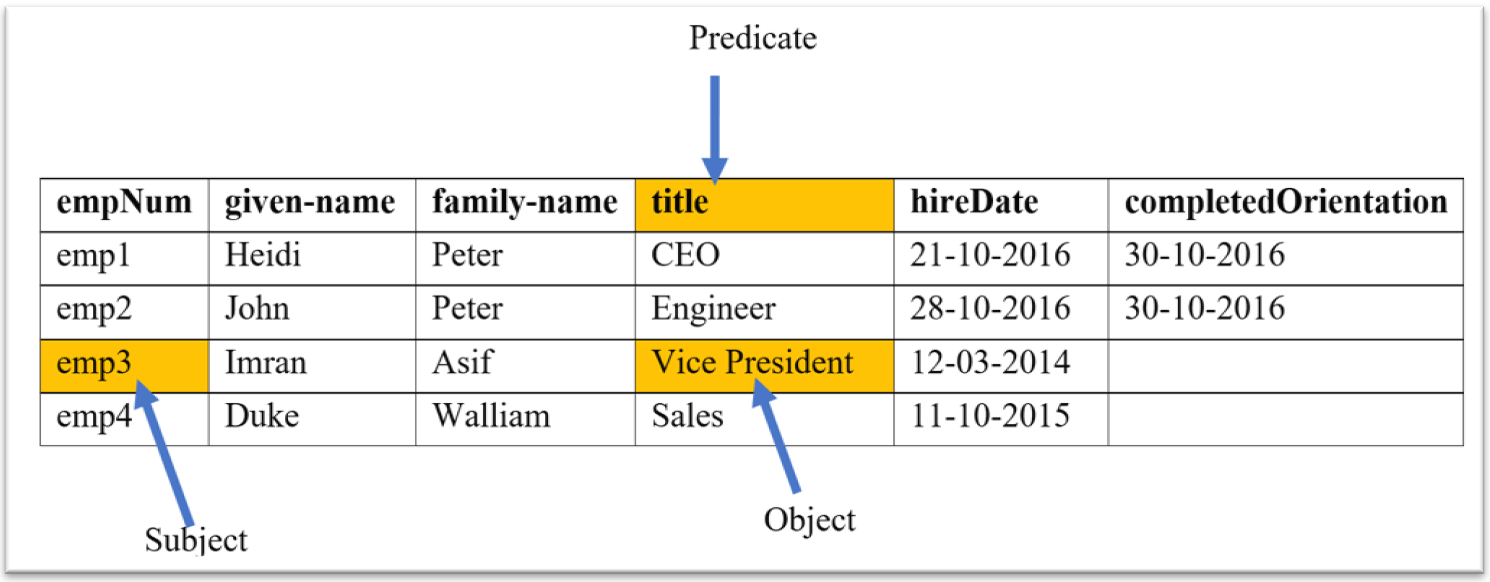 Predicate
empNum given-name family-name title hireDate completedOrientation
emp1 Heidi Peter CEO 21-10-2016 30-10-2016
emp2 John Peter Engineer 28-10-2016 30-10-2016
emp3 Imran Asif Vice President 12-03-2014
emp4 Duke Walliam Sales 11-10-2015
Object
Subject